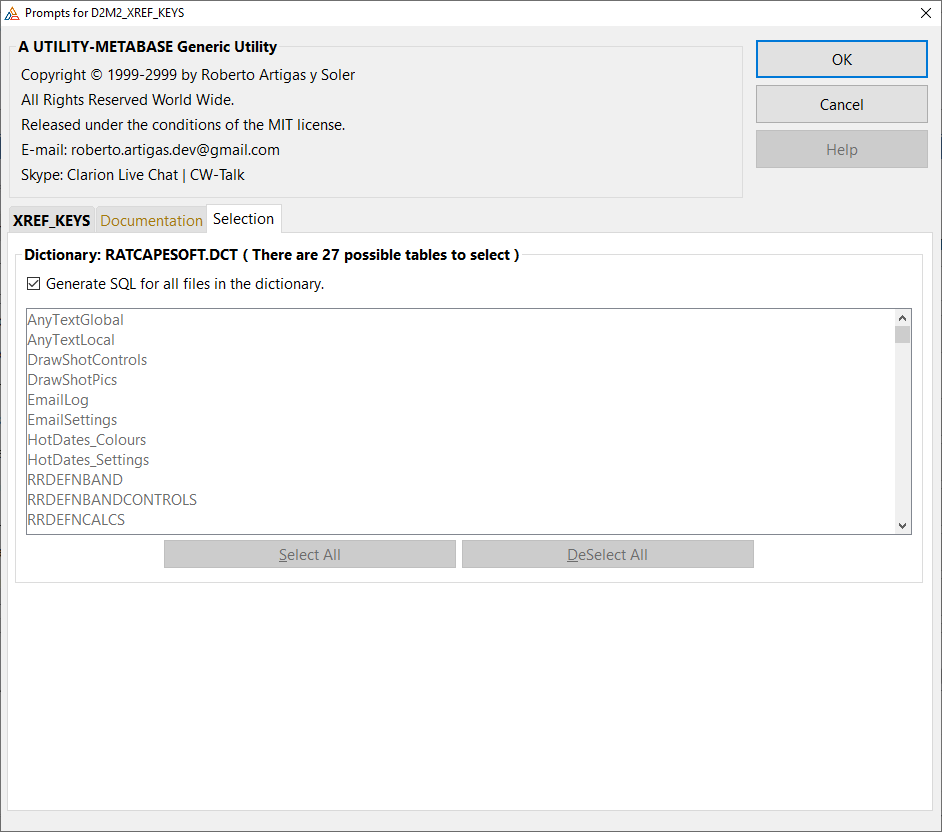 Prompts for D2M2_XREF_KEYS
A UTILITY-METABASE Generic Utility
Copyright © 1999-2999 by Roberto Artigas y Soler
All Rights Reserved World Wide.
Released under the conditions of the MIT license.
E-mail: roberto.artigas.dev@gmail.com
Skype: Clarion Live Chat | CW-Talk
OK
Cancel
Help
XREF_KEYS Documentation Selection
Dictionary: RATCAPESOFT.DCT ( There are 27 possible tables to select )
Generate SQL for all files in the dictionary.
AnyTextGlobal
AnyTextLocal
DrawShotControls
DrawShotPics
EmailLog
EmailSettings
HotDates_Colours
HotDates_Settings
RRDEFNBAND
RRDEFNBANDCONTROLS
RRDEFNCALCS
Select All DeSelect All